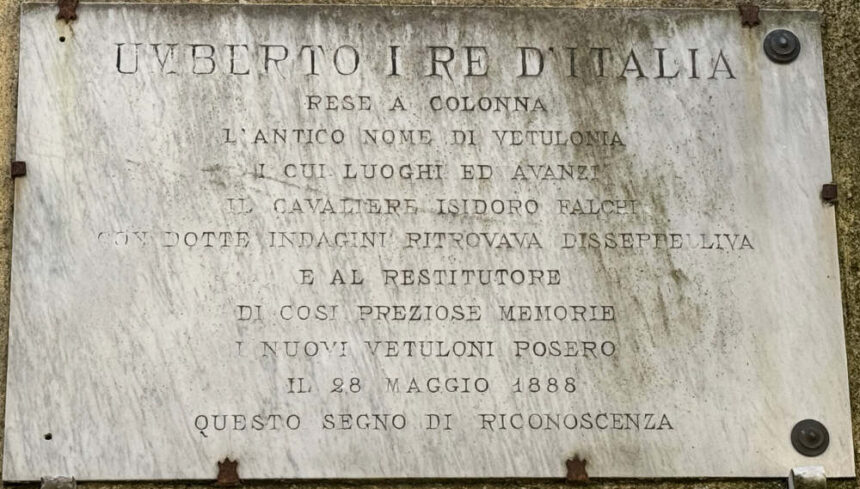 UMBERTO I RE D'ITALIA
RESE A COLONNA
L'ANTICO NOME DI VETULONIA
I CUI LUOGHI ED AVANZI
IL CAVALIERE ISIDORO FALCHI
CON DOTTE INDAGINI RITROVAVA DISSEPPELLIVA
E AL RESTITUTORE
DI COSI PREZIOSE MEMORIE
I NUOVI VETULONI POSERO
IL 28 MAGGIO 1888
QUESTO SEGNO DI RICONOSCENZA